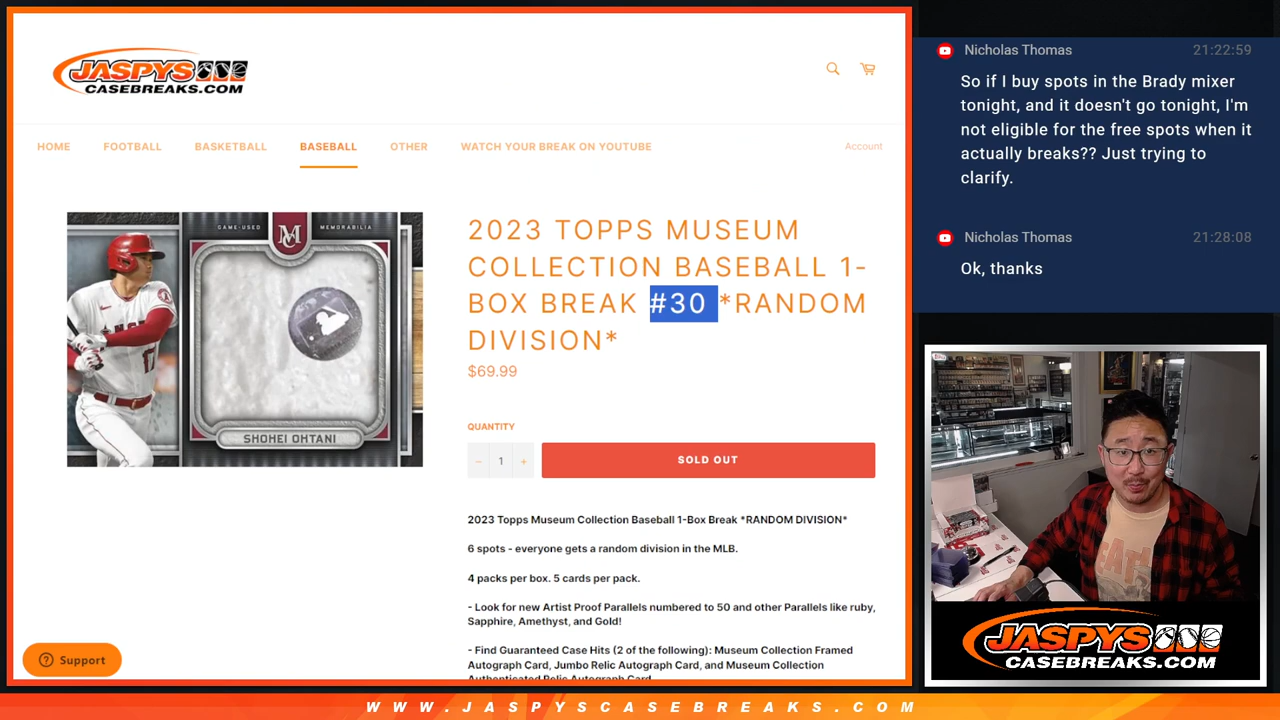 JASPYS
CASEBREAKS.COM
HOME
FOOTBALL
BASKETBALL
BASEBALL
OTHER
WATCH YOUR BREAK ON YOUTUBE
Account
GAME-USED
M
MEMORABILIA
SHOHEI OHTANI
2023 TOPPS MUSEUM
COLLECTION BASEBALL 1-
BOX BREAK #30 *RANDOM
DIVISION*
$69.99
QUANTITY
− 1 +
SOLD OUT
2023 Topps Museum Collection Baseball 1-Box Break *RANDOM DIVISION*
6 spots - everyone gets a random division in the MLB.
4 packs per box. 5 cards per pack.
- Look for new Artist Proof Parallels numbered to 50 and other Parallels like ruby,
Sapphire, Amethyst, and Gold!
- Find Guaranteed Case Hits (2 of the following): Museum Collection Framed
Autograph Card, Jumbo Relic Autograph Card, and Museum Collection
Authenticated Relic Autograph Card
Support
Nicholas Thomas 21:22:59
So if I buy spots in the Brady mixer
tonight, and it doesn't go tonight, I'm
not eligible for the free spots when it
actually breaks?? Just trying to
clarify.
Nicholas Thomas 21:28:08
Ok, thanks
JASPYS
CASEBREAKS.COM
WWW.JASPYSCASEBREAKS.COM